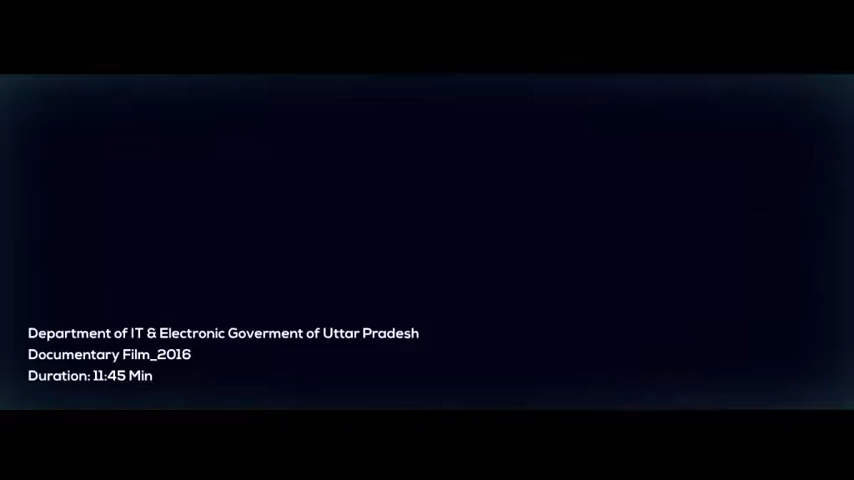 Department of IT & Electronic Goverment of Uttar Pradesh
Documentary Film_2016
Duration: 11:45 Min